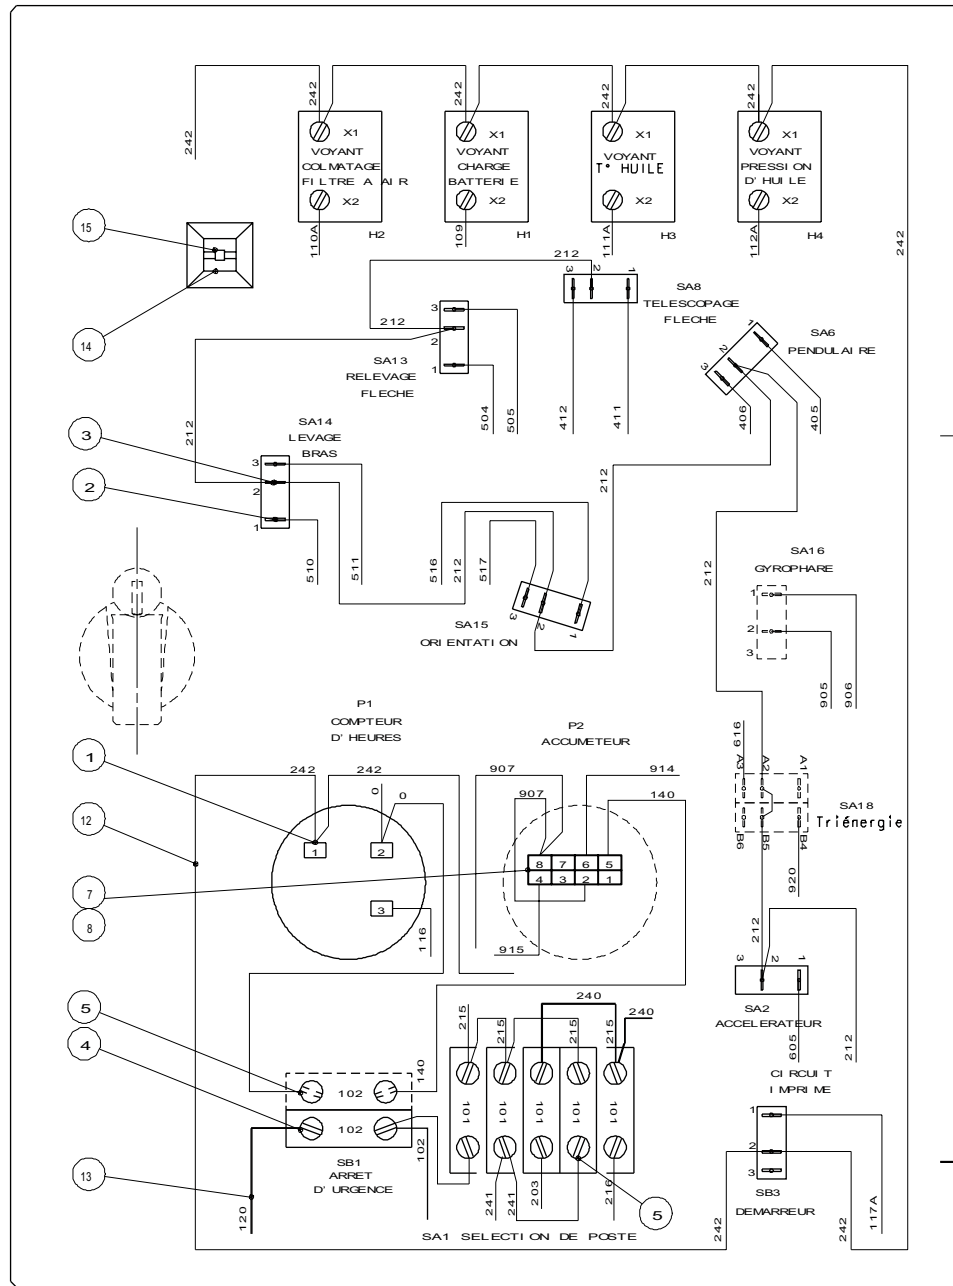 242 242 242 242
242
X1 X1 X1 X1
VOYANT COLMATAGE FILTRE A AIR
VOYANT CHARGE BATTERIE
VOYANT T° HUILE
VOYANT PRESSION D'HUILE
X2 X2 X2 X2
H2 H1 H3 H4
110A 109 111A 112A
242
15
14
212
3 2 1
SA8
TELESCOPAGE
FLECHE
412 411
212
3
2
1
SA13
RELEVAGE
FLECHE
504 505
1
2
3
SA6
PENDULAIRE
406 405
212
3
2
SA14
LEVAGE
BRAS
3
2
1
510 511
516 212 517
212
3 2 1
SA15
ORIENTATION
212
SA16
GYROPHARE
1
2
3
905 906
P1
COMPTEUR
D'HEURES
1
242 242
0 0
1 2
3
116
12
P2
ACCUMETEUR
907 914
907 140
8 7 6 5
4 3 2 1
915
7
8
616
A3 A2 A1
SA18
Triénergie
B6 B5 B4
920
212
3 2 1
SA2
ACCELERATEUR
605 212
5
4
102
102
140
102
SB1
ARRET
D'URGENCE
13
120
240
240
215 215 215 215
101 101 101 101 101
241 241 203 216
5
SA1 SELECTION DE POSTE
CIRCUIT
IMPRIME
1
2
3
SB3
DEMARREUR
242 242 117A